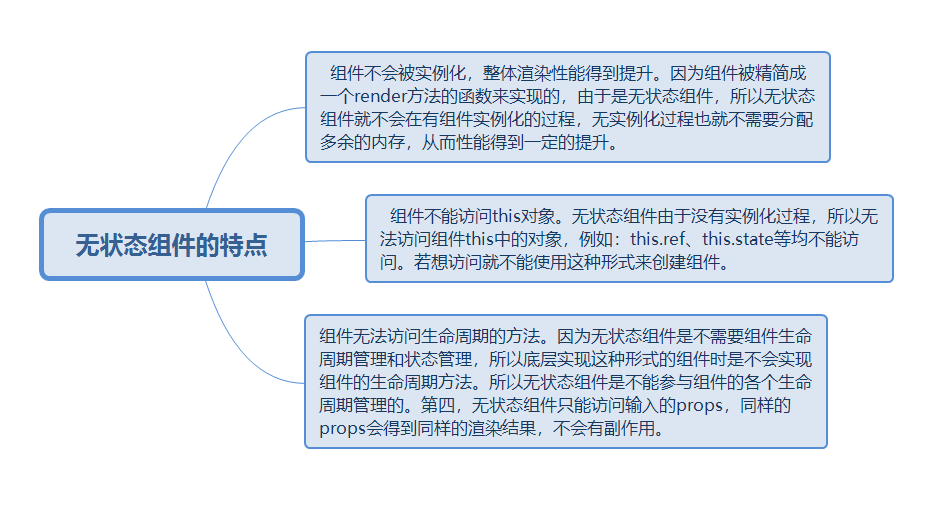 组件不会被实例化，整体渲染性能得到提升。因为组件被精简成
一个render方法的函数来实现的，由于是无状态组件，所以无状态
组件就不会在有组件实例化的过程，无实例化过程也就不需要分配
多余的内存，从而性能得到一定的提升。
无状态组件的特点
组件不能访问this对象。无状态组件由于没有实例化过程，所以无
法访问组件this中的对象，例如：this.ref、this.state等均不能访
问。若想访问就不能使用这种形式来创建组件。
组件无法访问生命周期的方法。因为无状态组件是不需要组件生命
周期管理和状态管理，所以底层实现这种形式的组件时是不会实现
组件的生命周期方法。所以无状态组件是不能参与组件的各个生命
周期管理的。第四，无状态组件只能访问输入的props，同样的
props会得到同样的渲染结果，不会有副作用。